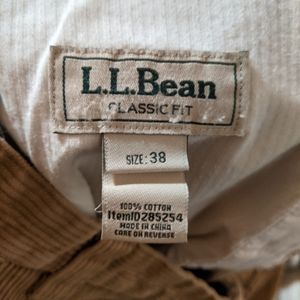 L.L.Bean
CLASSIC FIT
SIZE: 38
100% COTTON
ItemID285254
MADE IN CHINA
CARE ON REVERSE